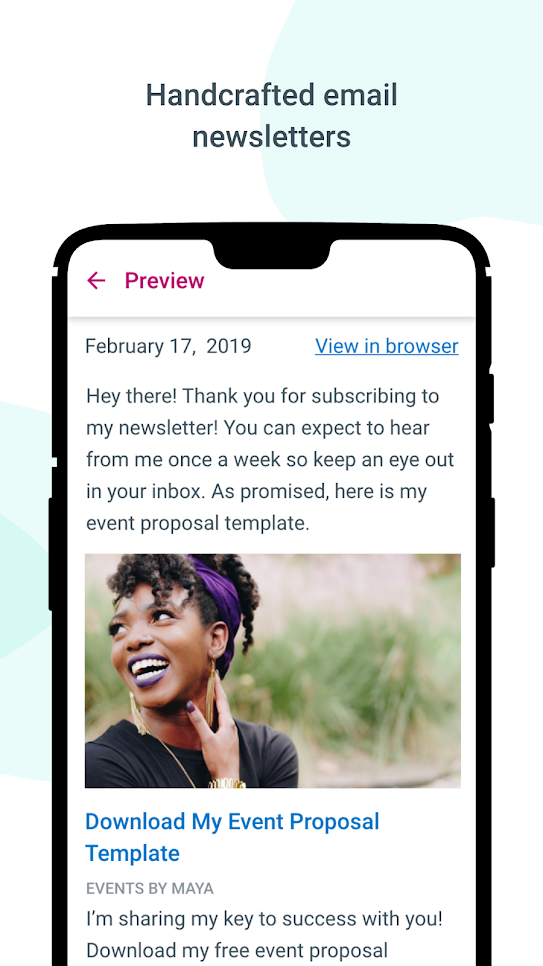 Handcrafted email
newsletters
Preview
February 17, 2019
View in browser
Hey there! Thank you for subscribing to
my newsletter! You can expect to hear
from me once a week so keep an eye out
in your inbox. As promised, here is my
event proposal template.
Download My Event Proposal
Template
EVENTS BY MAYA
I’m sharing my key to success with you!
Download my free event proposal